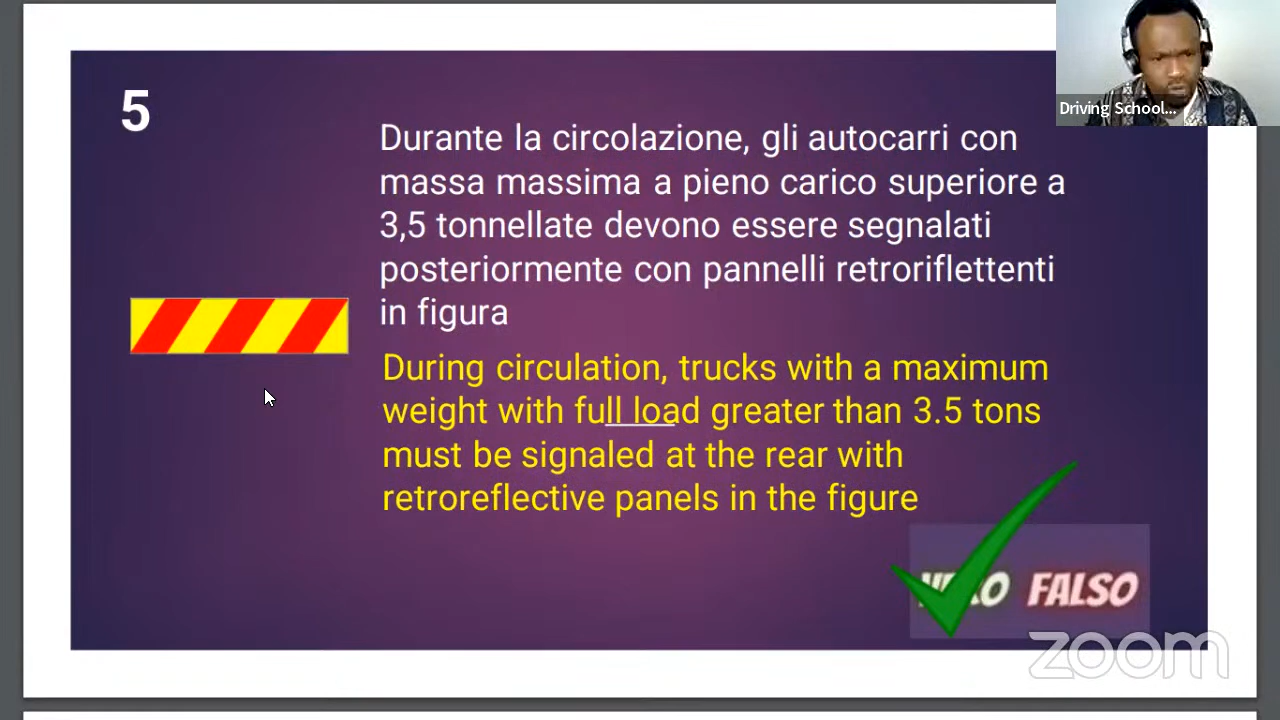 5
Driving School...
Durante la circolazione, gli autocarri con
massa massima a pieno carico superiore a
3,5 tonnellate devono essere segnalati
posteriormente con pannelli retroriflettenti
in figura
During circulation, trucks with a maximum
weight with full load greater than 3.5 tons
must be signaled at the rear with
retroreflective panels in the figure
FALSO
zoom